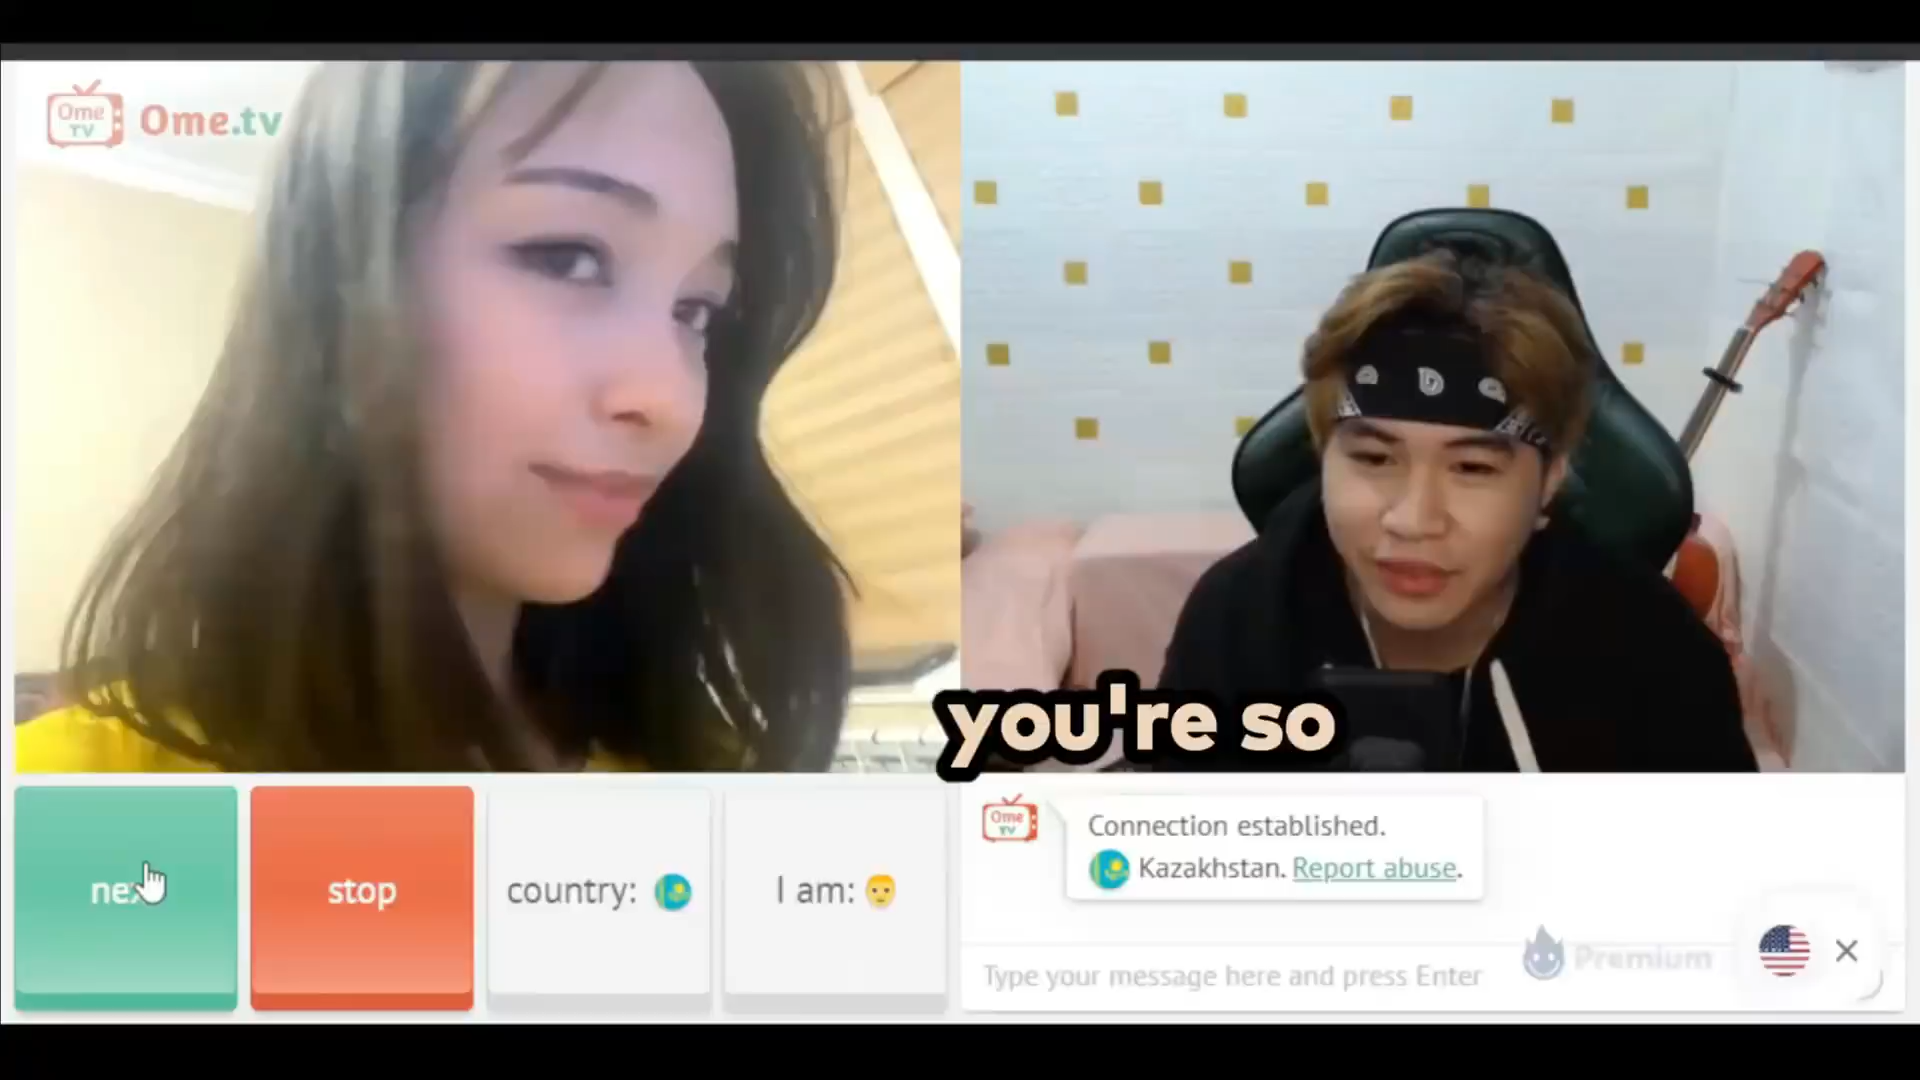 Ome TV Ome.tv
you're so
next
stop
country:
I am:
Ome TV
Connection established.
Kazakhstan. Report abuse.
Type your message here and press Enter
Premium